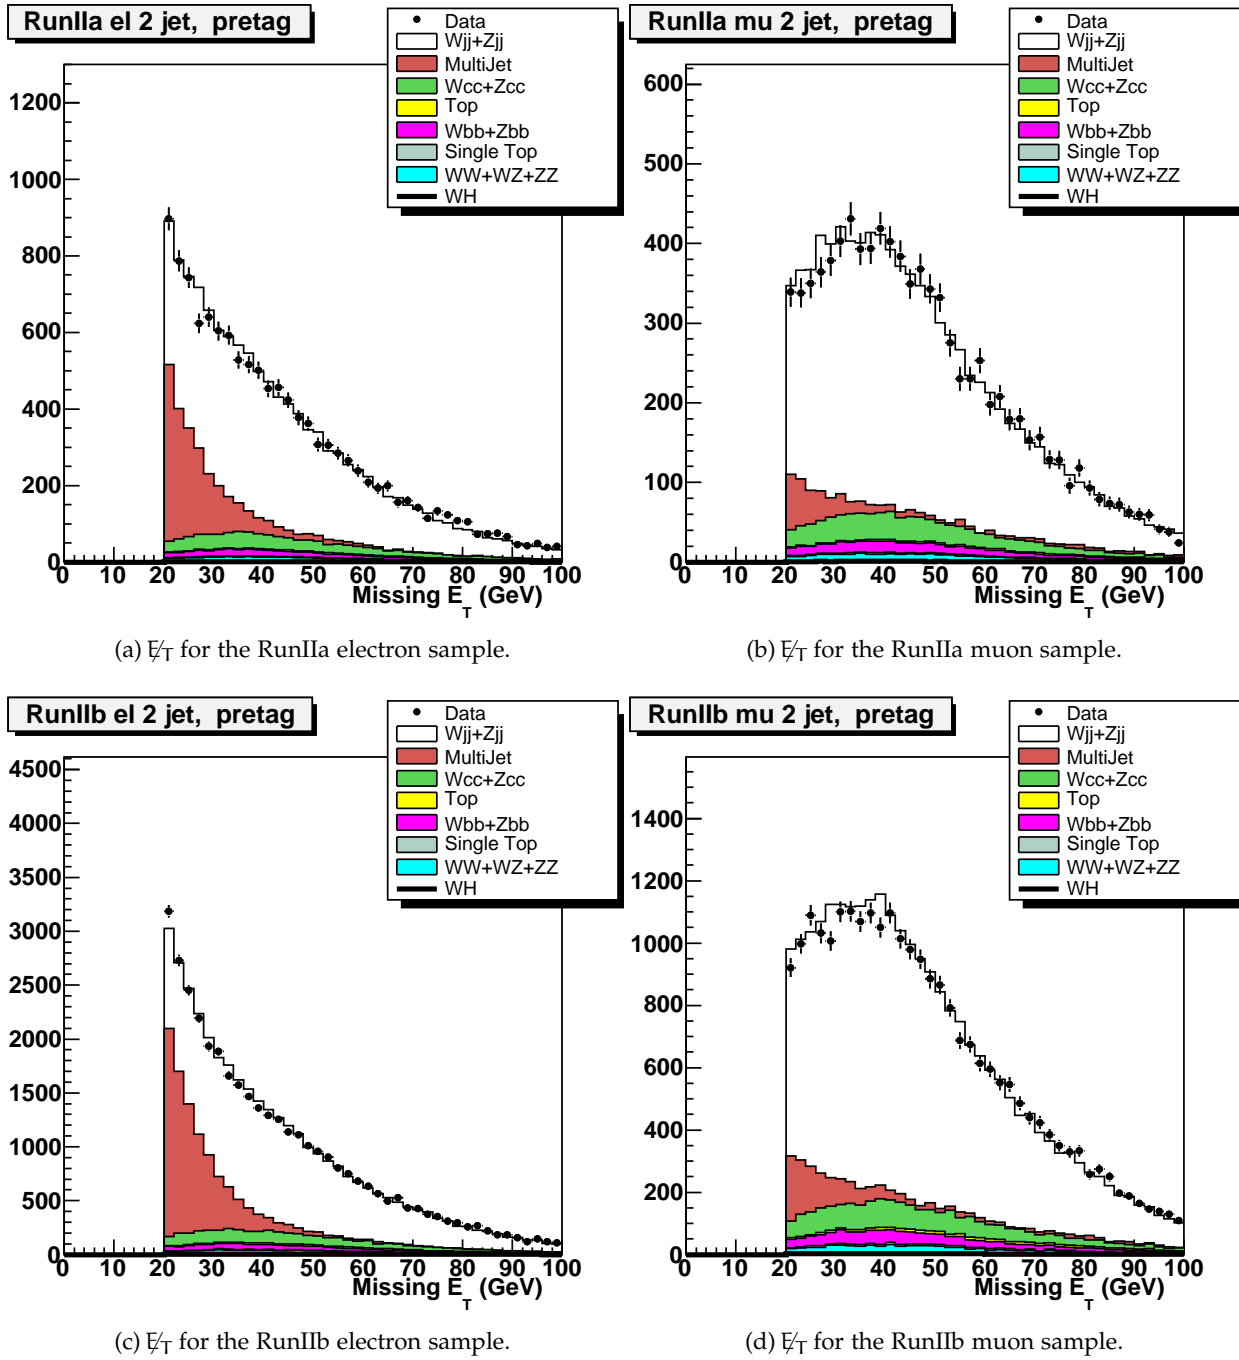 RunIIa el 2 jet, pretag
Data
Wjj+Zjj
MultiJet
Wcc+Zcc
Top
Wbb+Zbb
Single Top
WW+WZ+ZZ
WH
1200
1000
800
600
400
200
0
0 10 20 30 40 50 60 70 80 90 100
Missing E_T (GeV)
(a) E̸T for the RunIIa electron sample.
RunIIa mu 2 jet, pretag
Data
Wjj+Zjj
MultiJet
Wcc+Zcc
Top
Wbb+Zbb
Single Top
WW+WZ+ZZ
WH
600
500
400
300
200
100
0
0 10 20 30 40 50 60 70 80 90 100
Missing E_T (GeV)
(b) E̸T for the RunIIa muon sample.
RunIIb el 2 jet, pretag
Data
Wjj+Zjj
MultiJet
Wcc+Zcc
Top
Wbb+Zbb
Single Top
WW+WZ+ZZ
WH
4500
4000
3500
3000
2500
2000
1500
1000
500
0
0 10 20 30 40 50 60 70 80 90 100
Missing E_T (GeV)
(c) E̸T for the RunIIb electron sample.
RunIIb mu 2 jet, pretag
Data
Wjj+Zjj
MultiJet
Wcc+Zcc
Top
Wbb+Zbb
Single Top
WW+WZ+ZZ
WH
1400
1200
1000
800
600
400
200
0
0 10 20 30 40 50 60 70 80 90 100
Missing E_T (GeV)
(d) E̸T for the RunIIb muon sample.